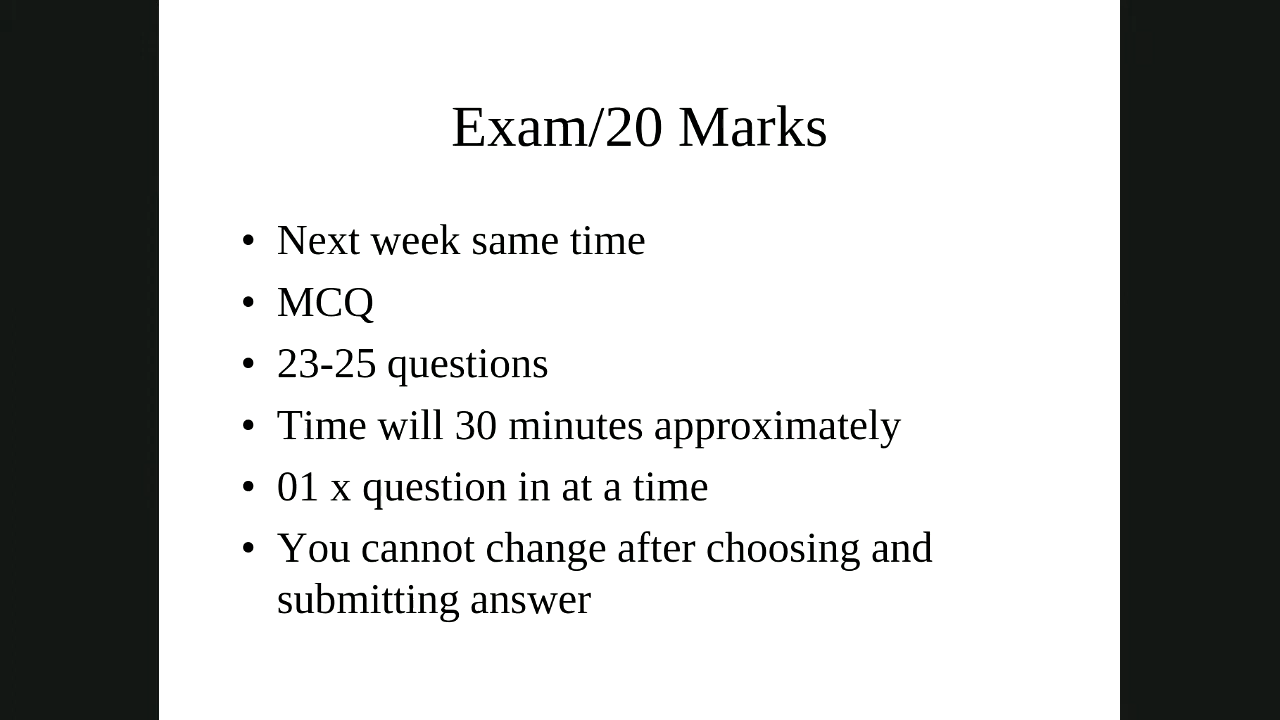 Exam/20 Marks
• Next week same time
• MCQ
• 23-25 questions
• Time will 30 minutes approximately
• 01 x question in at a time
• You cannot change after choosing and
submitting answer